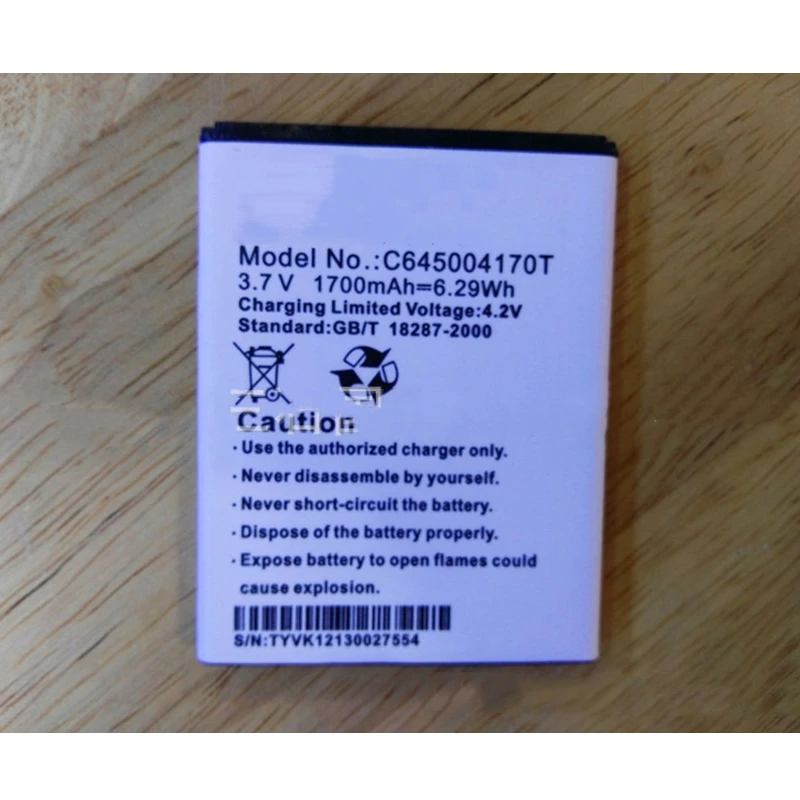 Model No.:C645004170T
3.7 V 1700mAh=6.29Wh
Charging Limited Voltage:4.2V
Standard:GB/T 18287-2000
Caution
· Use the authorized charger only.
· Never disassemble by yourself.
· Never short-circuit the battery.
· Dispose of the battery properly.
· Expose battery to open flames could
cause explosion.
S/N:TYVK12130027554